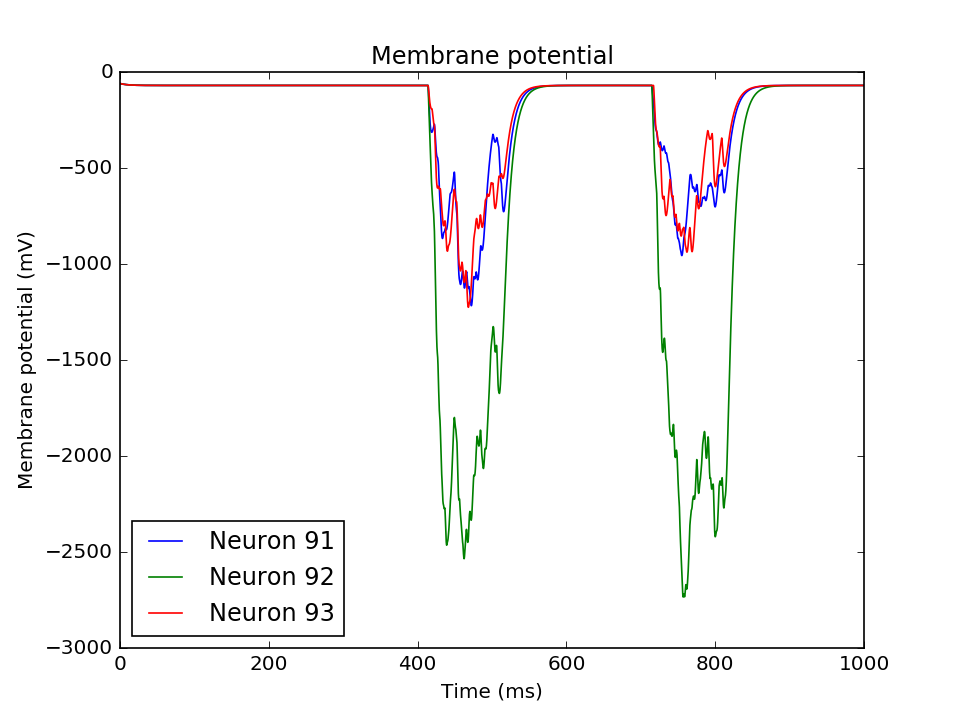 Membrane potential
Membrane potential (mV)
0
−500
−1000
−1500
−2000
−2500
−3000
Neuron 91
Neuron 92
Neuron 93
0 200 400 600 800 1000
Time (ms)